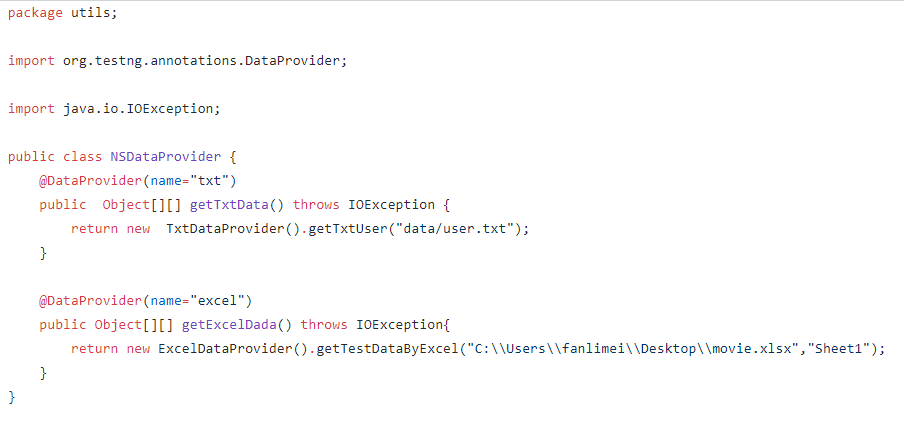 package utils;
import org.testng.annotations.DataProvider;
import java.io.IOException;
public class NSDataProvider {
@DataProvider(name="txt")
public  Object[][] getTxtData() throws IOException {
return new  TxtDataProvider().getTxtUser("data/user.txt");
}
@DataProvider(name="excel")
public Object[][] getExcelDada() throws IOException{
return new ExcelDataProvider().getTestDataByExcel("C:\\Users\\fanlimei\\Desktop\\movie.xlsx","Sheet1");
}
}